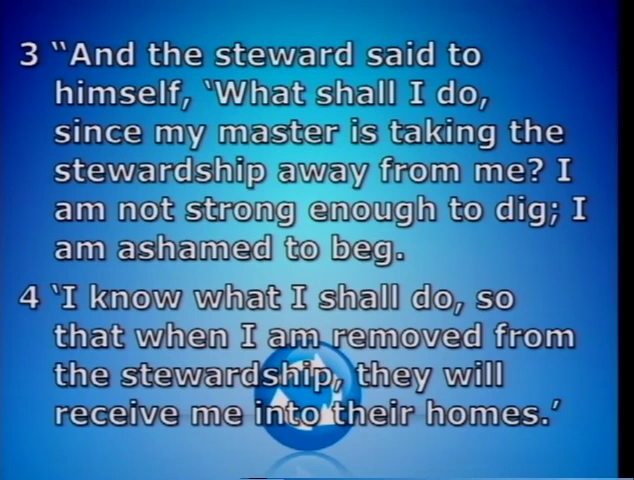 3 “And the steward said to
himself, ‘What shall I do,
since my master is taking the
stewardship away from me? I
am not strong enough to dig; I
am ashamed to beg.
4 ‘I know what I shall do, so
that when I am removed from
the stewardship, they will
receive me into their homes.’